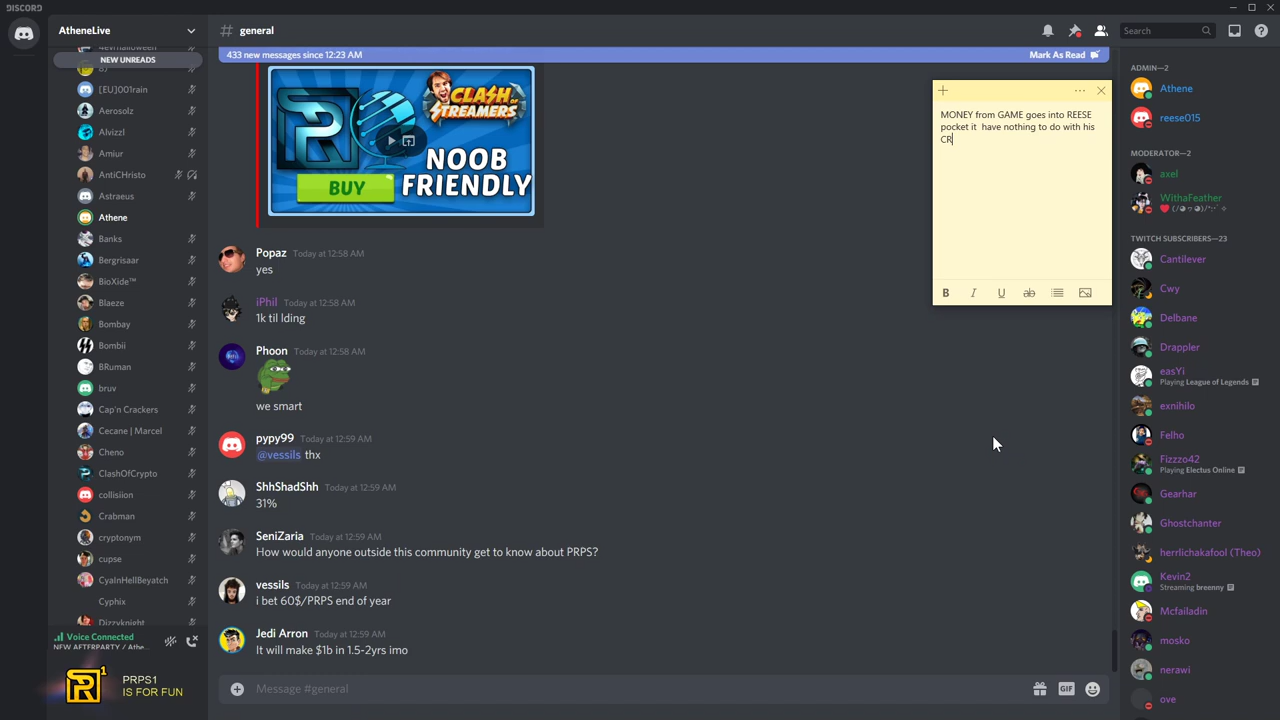 DISCORD
AtheneLive
general
Search
NEW UNREADS
433 new messages since 12:23 AM
Mark As Read
[EU]001rain
Aerosolz
Alvizzl
Amiur
AntiCHristo
Astraeus
Athene
Banks
Bergrisaar
BioXide™
Blaeze
Bombay
Bombii
BRuman
bruv
Cap'n Crackers
Cecane | Marcel
Cheno
ClashOfCrypto
collisiion
Crabman
cryptonym
cupse
CyaInHellBeyatch
Cyphix
Dizzyknight
Voice Connected
NEW AFTERPARTY / Athe...
PRPS1
IS FOR FUN
CLASH OF
STREAMERS
NOOB
FRIENDLY
BUY
Popaz Today at 12:58 AM
yes
iPhil Today at 12:58 AM
1k til lding
Phoon Today at 12:58 AM
we smart
pypy99 Today at 12:59 AM
@vessils thx
ShhShadShh Today at 12:59 AM
31%
SeniZaria Today at 12:59 AM
How would anyone outside this community get to know about PRPS?
vessils Today at 12:59 AM
i bet 60$/PRPS end of year
Jedi Arron Today at 12:59 AM
It will make $1b in 1.5-2yrs imo
Message #general
GIF
MONEY from GAME goes into REESE
pocket it have nothing to do with his
CR
B I U ab
ADMIN—2
Athene
reese015
MODERATOR—2
axel
WithaFeather
TWITCH SUBSCRIBERS—23
Cantilever
Cwy
Delbane
Drappler
easYi
Playing League of Legends
exnihilo
Felho
Fizzzo42
Playing Electus Online
Gearhar
Ghostchanter
herrlichakafool (Theo)
Kevin2
Streaming breenny
Mcfailadin
mosko
nerawi
ove